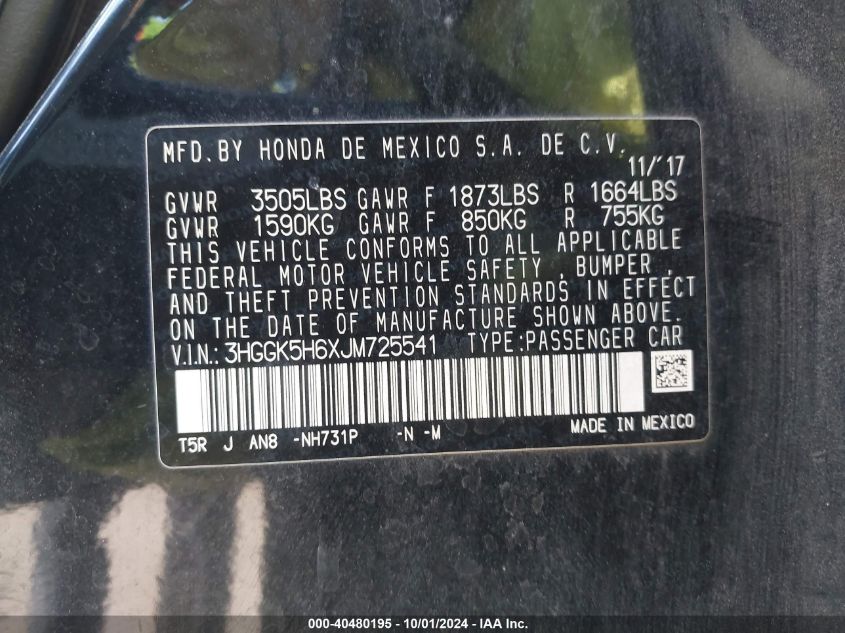 MFD. BY HONDA DE MEXICO S.A. DE C.V.
11/'17
GVWR 3505LBS GAWR F 1873LBS R 1664LBS
GVWR 1590KG GAWR F 850KG R 755KG
THIS VEHICLE CONFORMS TO ALL APPLICABLE
FEDERAL MOTOR VEHICLE SAFETY , BUMPER ,
AND THEFT PREVENTION STANDARDS IN EFFECT
ON THE DATE OF MANUFACTURE SHOWN ABOVE.
V.I.N.: 3HGGK5H6XJM725541 TYPE:PASSENGER CAR
T5R J AN8 -NH731P -N -M MADE IN MEXICO
000-40480195 - 10/01/2024 - IAA Inc.